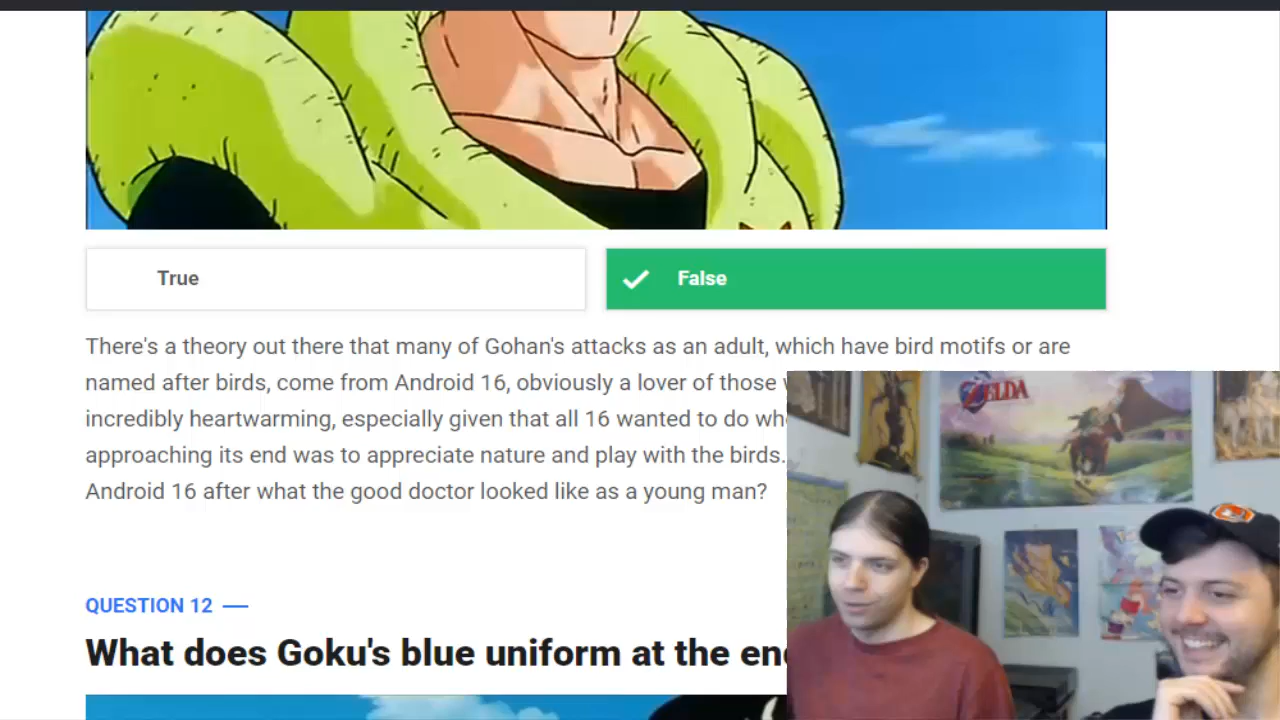 True
False
There's a theory out there that many of Gohan's attacks as an adult, which have bird motifs or are
named after birds, come from Android 16, obviously a lover of those
incredibly heartwarming, especially given that all 16 wanted to do
approaching its end was to appreciate nature and play with the birds.
Android 16 after what the good doctor looked like as a young man?
QUESTION 12
What does Goku's blue uniform at the
ZELDA